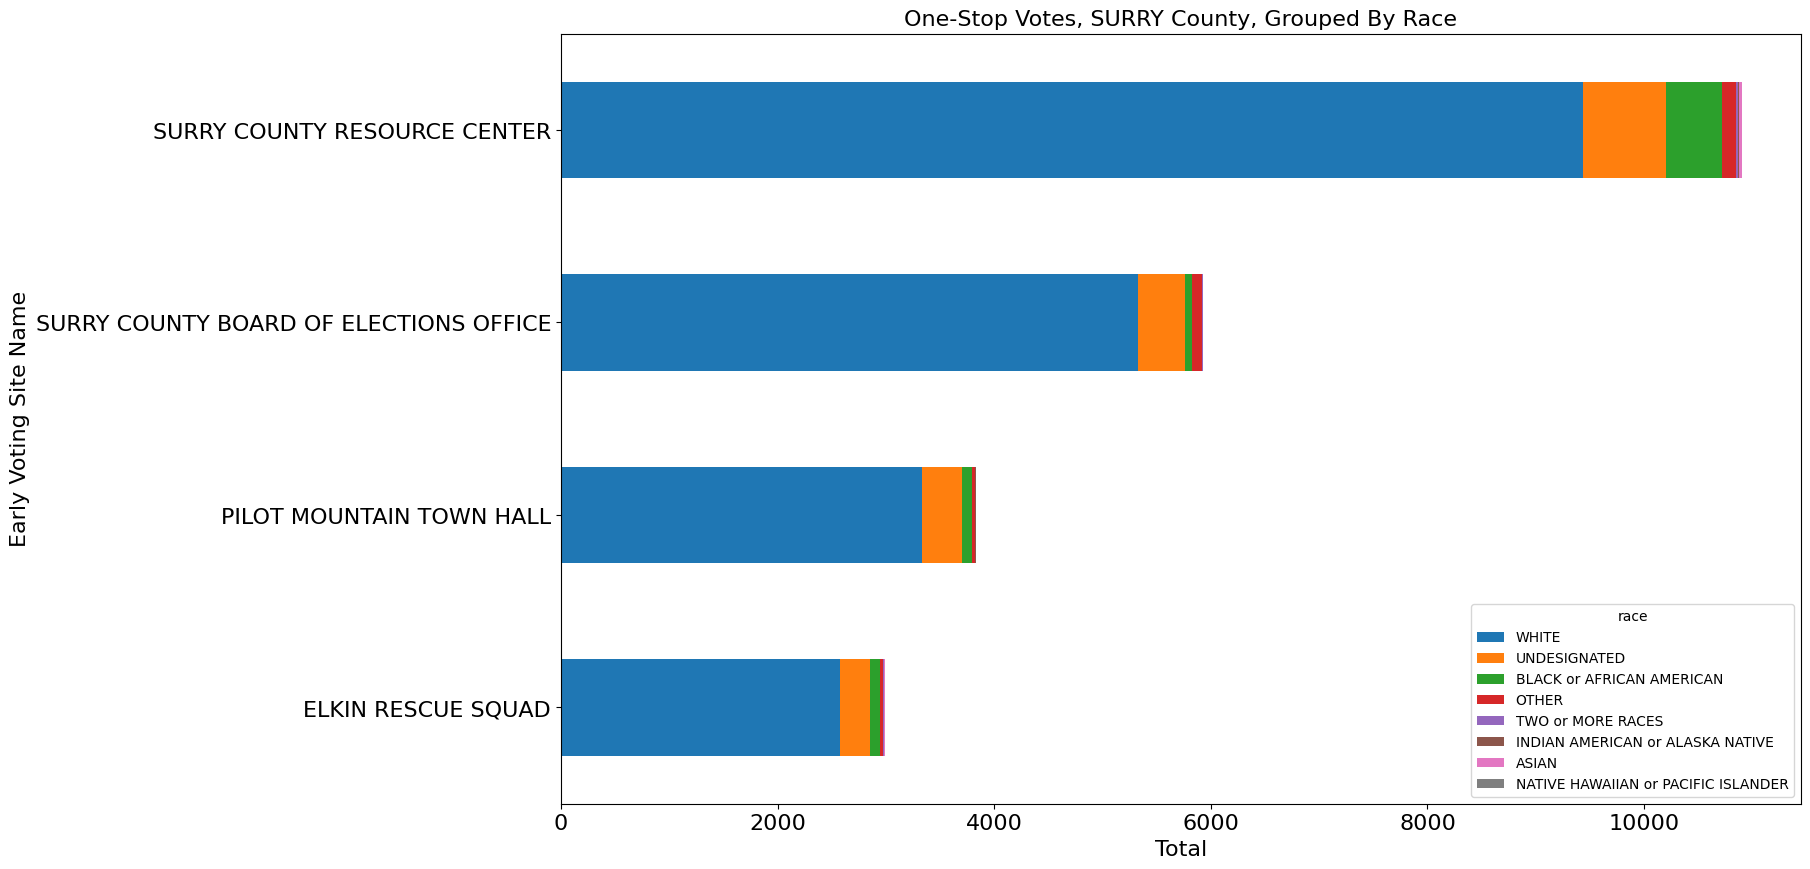 One-Stop Votes, SURRY County, Grouped By Race
Early Voting Site Name
SURRY COUNTY RESOURCE CENTER
SURRY COUNTY BOARD OF ELECTIONS OFFICE
PILOT MOUNTAIN TOWN HALL
ELKIN RESCUE SQUAD
race
WHITE
UNDESIGNATED
BLACK or AFRICAN AMERICAN
OTHER
TWO or MORE RACES
INDIAN AMERICAN or ALASKA NATIVE
ASIAN
NATIVE HAWAIIAN or PACIFIC ISLANDER
0 2000 4000 6000 8000 10000
Total